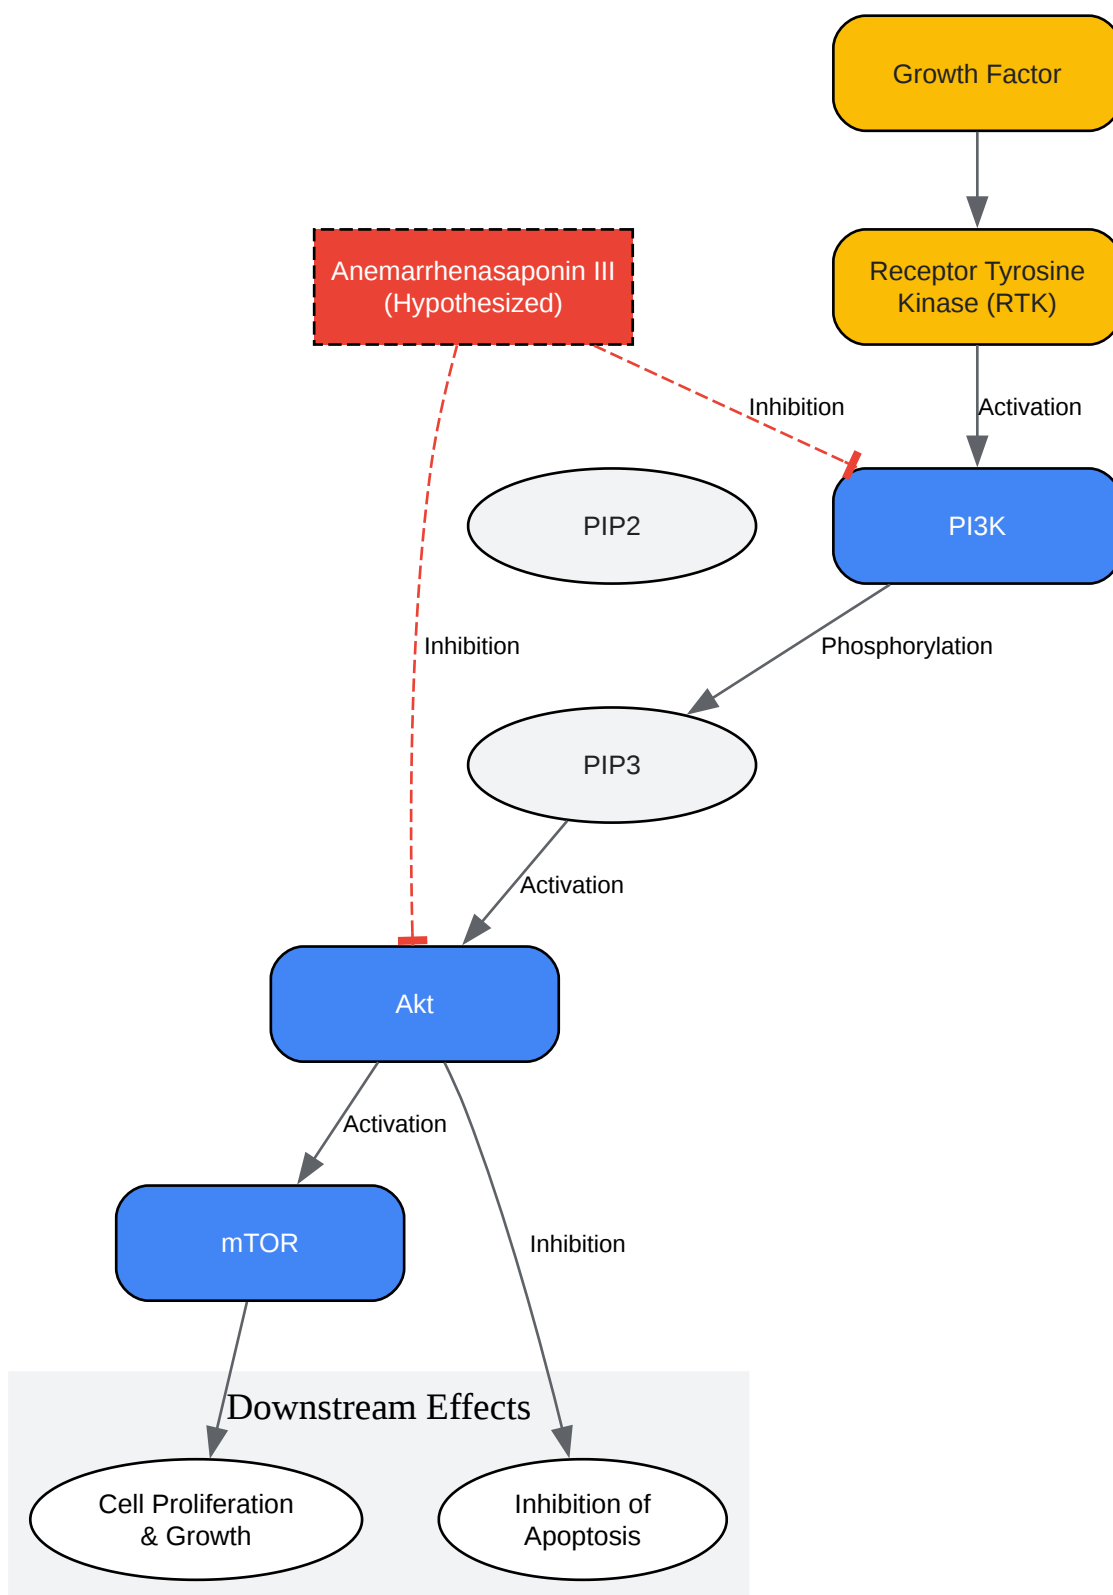 Growth Factor
Anemarrhenasaponin III
(Hypothesized)
Receptor Tyrosine
Kinase (RTK)
Inhibition
Activation
PIP2
PI3K
Inhibition
Phosphorylation
PIP3
Activation
Akt
Activation
mTOR
Inhibition
Downstream Effects
Cell Proliferation
& Growth
Inhibition of
Apoptosis